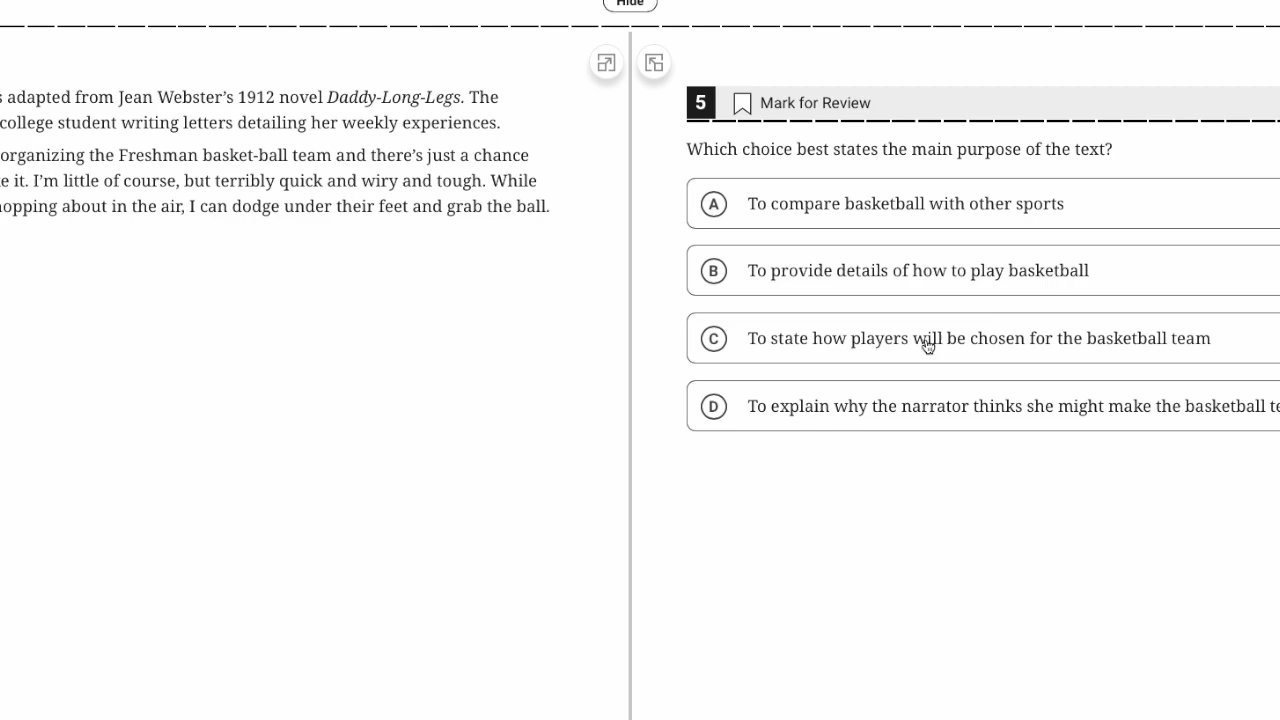 Hide
adapted from Jean Webster’s 1912 novel Daddy-Long-Legs. The
college student writing letters detailing her weekly experiences.
organizing the Freshman basket-ball team and there’s just a chance
it. I’m little of course, but terribly quick and wiry and tough. While
hopping about in the air, I can dodge under their feet and grab the ball.
5 Mark for Review
Which choice best states the main purpose of the text?
A To compare basketball with other sports
B To provide details of how to play basketball
C To state how players will be chosen for the basketball team
D To explain why the narrator thinks she might make the basketball